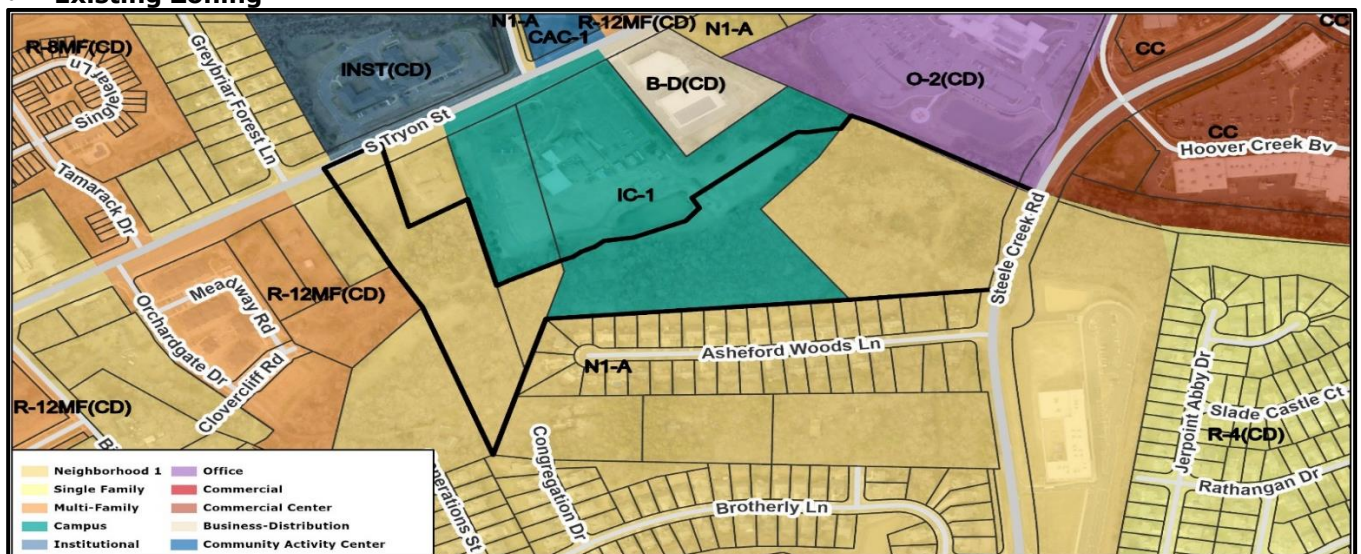 Existing Zoning
N1-A
R-12MF(CD)
N1-A
CC
R-8MF(CD)
CAC-1
CC
Greybriar Forest Ln
INST(CD)
B-D(CD)
O-2(CD)
Singleleaf Ln
S Tryon St
CC
Hoover Creek Bv
Tamarack Dr
IC-1
Steele Creek Rd
Meadway Rd
R-12MF(CD)
Orchardgate Dr
Asheford Woods Ln
N1-A
Clovercliff Rd
R-12MF(CD)
Jerpoint Abby Dr
Slade Castle Ct
R-4(CD)
Congregation Dr
Rathangan Dr
Brotherly Ln
Neighborhood 1
Single Family
Multi-Family
Campus
Institutional
Office
Commercial
Commercial Center
Business-Distribution
Community Activity Center